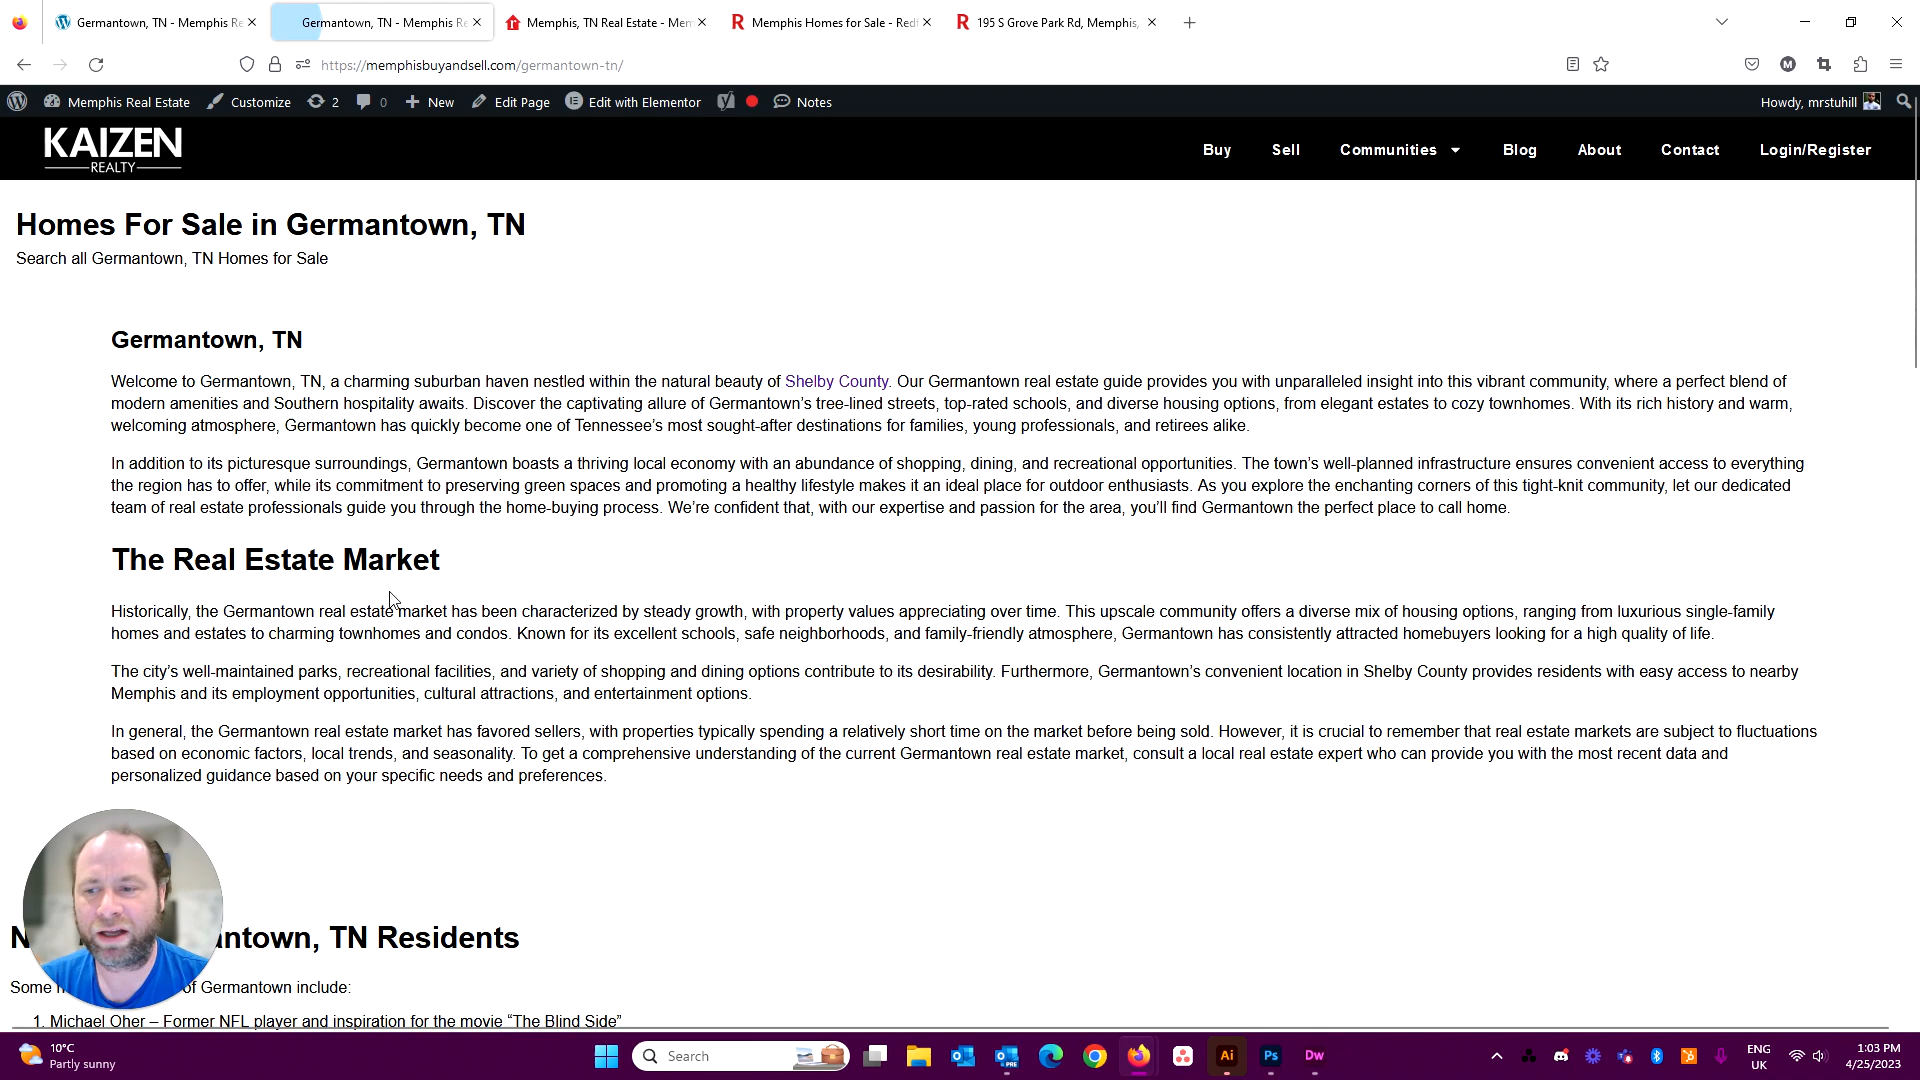 Germantown, TN - Memphis Re
Germantown, TN - Memphis Re
Memphis, TN Real Estate - Mem
Memphis Homes for Sale - Redf
195 S Grove Park Rd, Memphis,
https://memphisbuyandsell.com/germantown-tn/
Memphis Real Estate
Customize
2
0
New
Edit Page
Edit with Elementor
Notes
Howdy, mrstuhill
KAIZEN
REALTY
Buy
Sell
Communities
Blog
About
Contact
Login/Register
Homes For Sale in Germantown, TN
Search all Germantown, TN Homes for Sale
Germantown, TN
Welcome to Germantown, TN, a charming suburban haven nestled within the natural beauty of Shelby County. Our Germantown real estate guide provides you with unparalleled insight into this vibrant community, where a perfect blend of
modern amenities and Southern hospitality awaits. Discover the captivating allure of Germantown’s tree-lined streets, top-rated schools, and diverse housing options, from elegant estates to cozy townhomes. With its rich history and warm,
welcoming atmosphere, Germantown has quickly become one of Tennessee’s most sought-after destinations for families, young professionals, and retirees alike.
In addition to its picturesque surroundings, Germantown boasts a thriving local economy with an abundance of shopping, dining, and recreational opportunities. The town’s well-planned infrastructure ensures convenient access to everything
the region has to offer, while its commitment to preserving green spaces and promoting a healthy lifestyle makes it an ideal place for outdoor enthusiasts. As you explore the enchanting corners of this tight-knit community, let our dedicated
team of real estate professionals guide you through the home-buying process. We’re confident that, with our expertise and passion for the area, you’ll find Germantown the perfect place to call home.
The Real Estate Market
Historically, the Germantown real estate market has been characterized by steady growth, with property values appreciating over time. This upscale community offers a diverse mix of housing options, ranging from luxurious single-family
homes and estates to charming townhomes and condos. Known for its excellent schools, safe neighborhoods, and family-friendly atmosphere, Germantown has consistently attracted homebuyers looking for a high quality of life.
The city’s well-maintained parks, recreational facilities, and variety of shopping and dining options contribute to its desirability. Furthermore, Germantown’s convenient location in Shelby County provides residents with easy access to nearby
Memphis and its employment opportunities, cultural attractions, and entertainment options.
In general, the Germantown real estate market has favored sellers, with properties typically spending a relatively short time on the market before being sold. However, it is crucial to remember that real estate markets are subject to fluctuations
based on economic factors, local trends, and seasonality. To get a comprehensive understanding of the current Germantown real estate market, consult a local real estate expert who can provide you with the most recent data and
personalized guidance based on your specific needs and preferences.
N antown, TN Residents
Some of Germantown include:
1. Michael Oher – Former NFL player and inspiration for the movie “The Blind Side”
10°C
Partly sunny
Search
ENG
UK
1:03 PM
4/25/2023